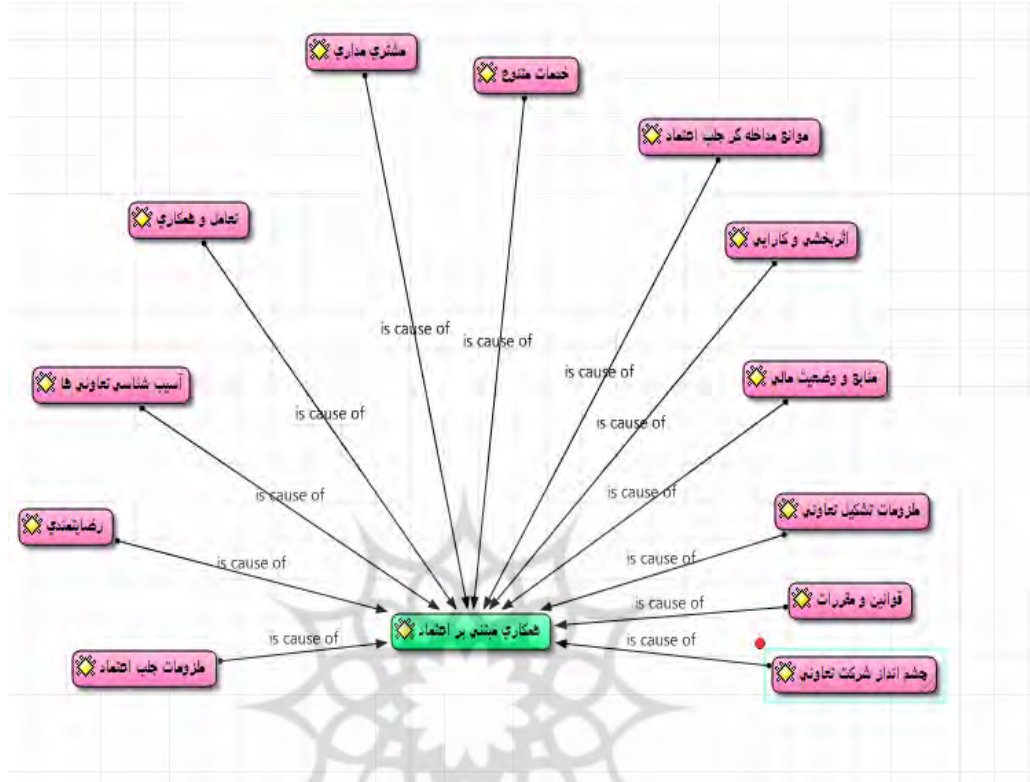 مشتري مداري
خدمات متنوع
موانع مداخله گر جلب اعتماد
تعامل و همكاري
اثربخشي و كارايي
is cause of
is cause of
منابع و وضعيت مالي
is cause of
آسيب شناسي تعاوني ها
is cause of
is cause of
is cause of
is cause of
ملزومات تشكيل تعاوني
رضايتمندي
is cause of
is cause of
قوانين و مقررات
is cause of
همكاري مبتني بر اعتماد
is cause of
is cause of
ملزومات جلب اعتماد
چشم انداز شركت تعاوني